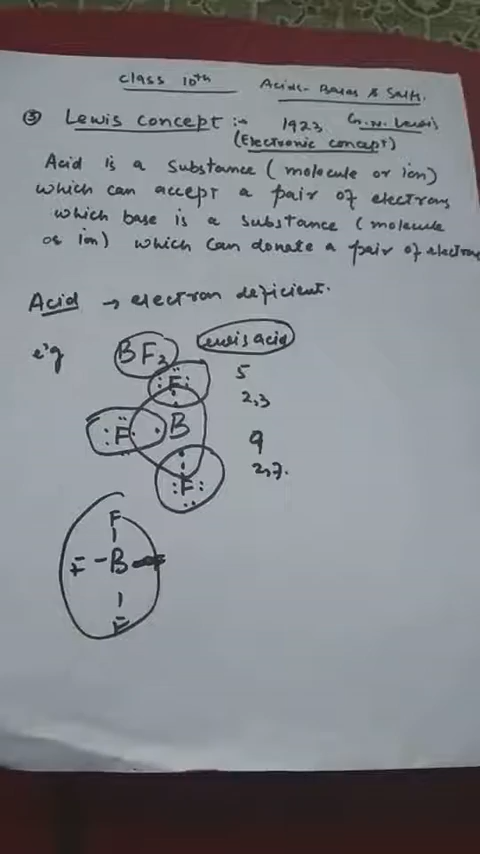 class 10th Acids- Bases & Salts.
③ Lewis concept :- 1923 G.N. Lewis
(Electronic concept)
Acid is a substance (molecule or ion)
which can accept a pair of electrons
which base is a substance (molecule
or ion) which can donate a pair of electrons
Acid → electron deficient.
e'g BF3 Lewis acid
F 5
2,3
F B
9
F 2,7.
F
F - B
F